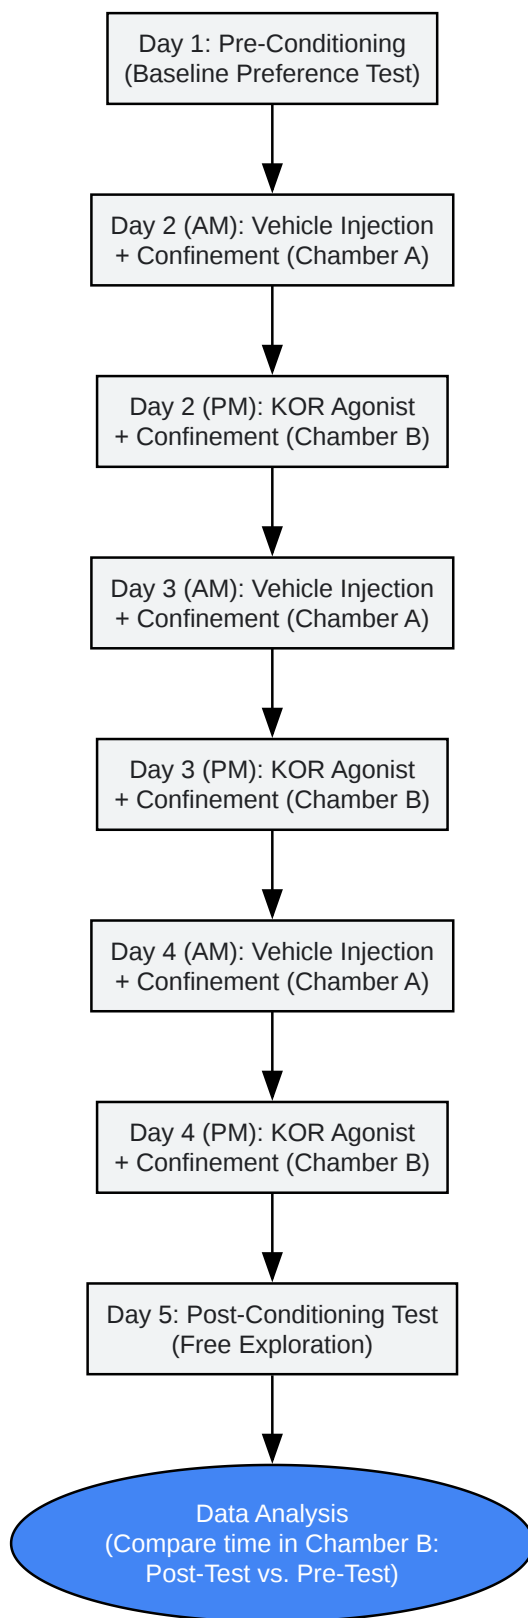 Day 1: Pre-Conditioning
(Baseline Preference Test)
Day 2 (AM): Vehicle Injection
+ Confinement (Chamber A)
Day 2 (PM): KOR Agonist
+ Confinement (Chamber B)
Day 3 (AM): Vehicle Injection
+ Confinement (Chamber A)
Day 3 (PM): KOR Agonist
+ Confinement (Chamber B)
Day 4 (AM): Vehicle Injection
+ Confinement (Chamber A)
Day 4 (PM): KOR Agonist
+ Confinement (Chamber B)
Day 5: Post-Conditioning Test
(Free Exploration)
Data Analysis
(Compare time in Chamber B:
Post-Test vs. Pre-Test)